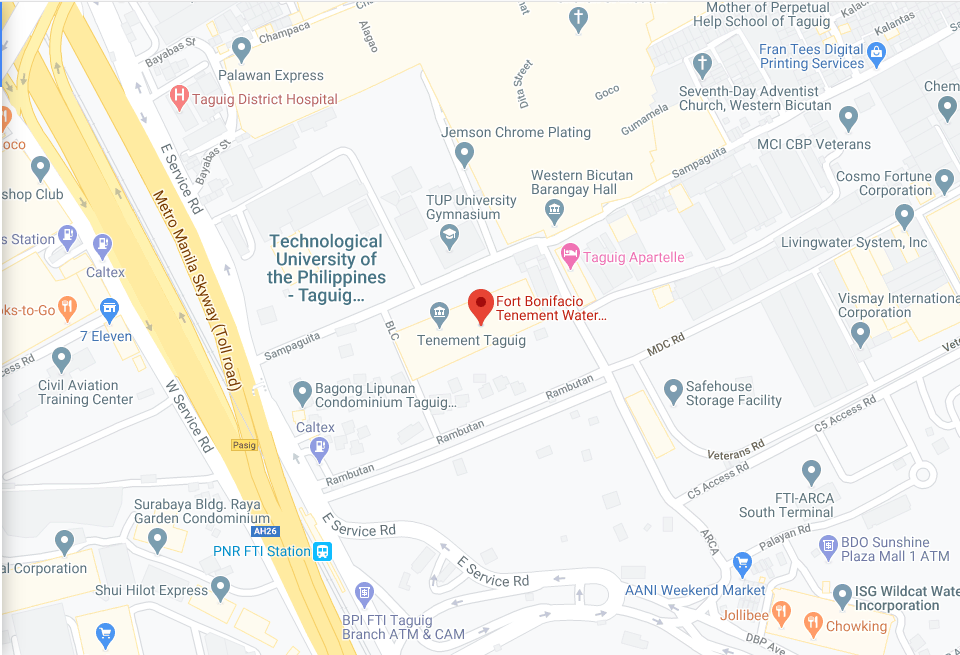 Mother of Perpetual
Help School of Taguig
Kalantas
Champaca
Alagao
Bayabas St
Palawan Express
Fran Tees Digital
Printing Services
Taguig District Hospital
Dita Street
Goco
Seventh-Day Adventist
Church, Western Bicutan
Chem
oco
Gumamela
Jemson Chrome Plating
MCI CBP Veterans
E Service Rd
Bayabas St
Sampaguita
Western Bicutan
Barangay Hall
Cosmo Fortune
Corporation
shop Club
TUP University
Gymnasium
s Station
Caltex
Metro Manila Skyway (Toll road)
Technological
University of
the Philippines
- Taguig...
Livingwater System, Inc
Taguig Apartelle
oks-to-Go
7 Eleven
Fort Bonifacio
Tenement Water...
Vismay Internationa
Corporation
BLC
Tenement Taguig
Sampaguita
MDC Rd
Vete
cess Rd
Civil Aviation
Training Center
Bagong Lipunan
Condominium Taguig...
Rambutan
Safehouse
Storage Facility
W Service Rd
Caltex
Rambutan
C5 Access Rd
Pasig
Veterans Rd
Rambutan
C5 Access Rd
FTI-ARCA
South Terminal
Surabaya Bldg. Raya
Garden Condominium
AH26
E Service Rd
ARCA
Palayan Rd
PNR FTI Station
BDO Sunshine
Plaza Mall 1 ATM
al Corporation
E Service Rd
Shui Hilot Express
AANI Weekend Market
ISG Wildcat Wate
Incorporation
BPI FTI Taguig
Branch ATM & CAM
Jollibee
Chowking
DBP Ave